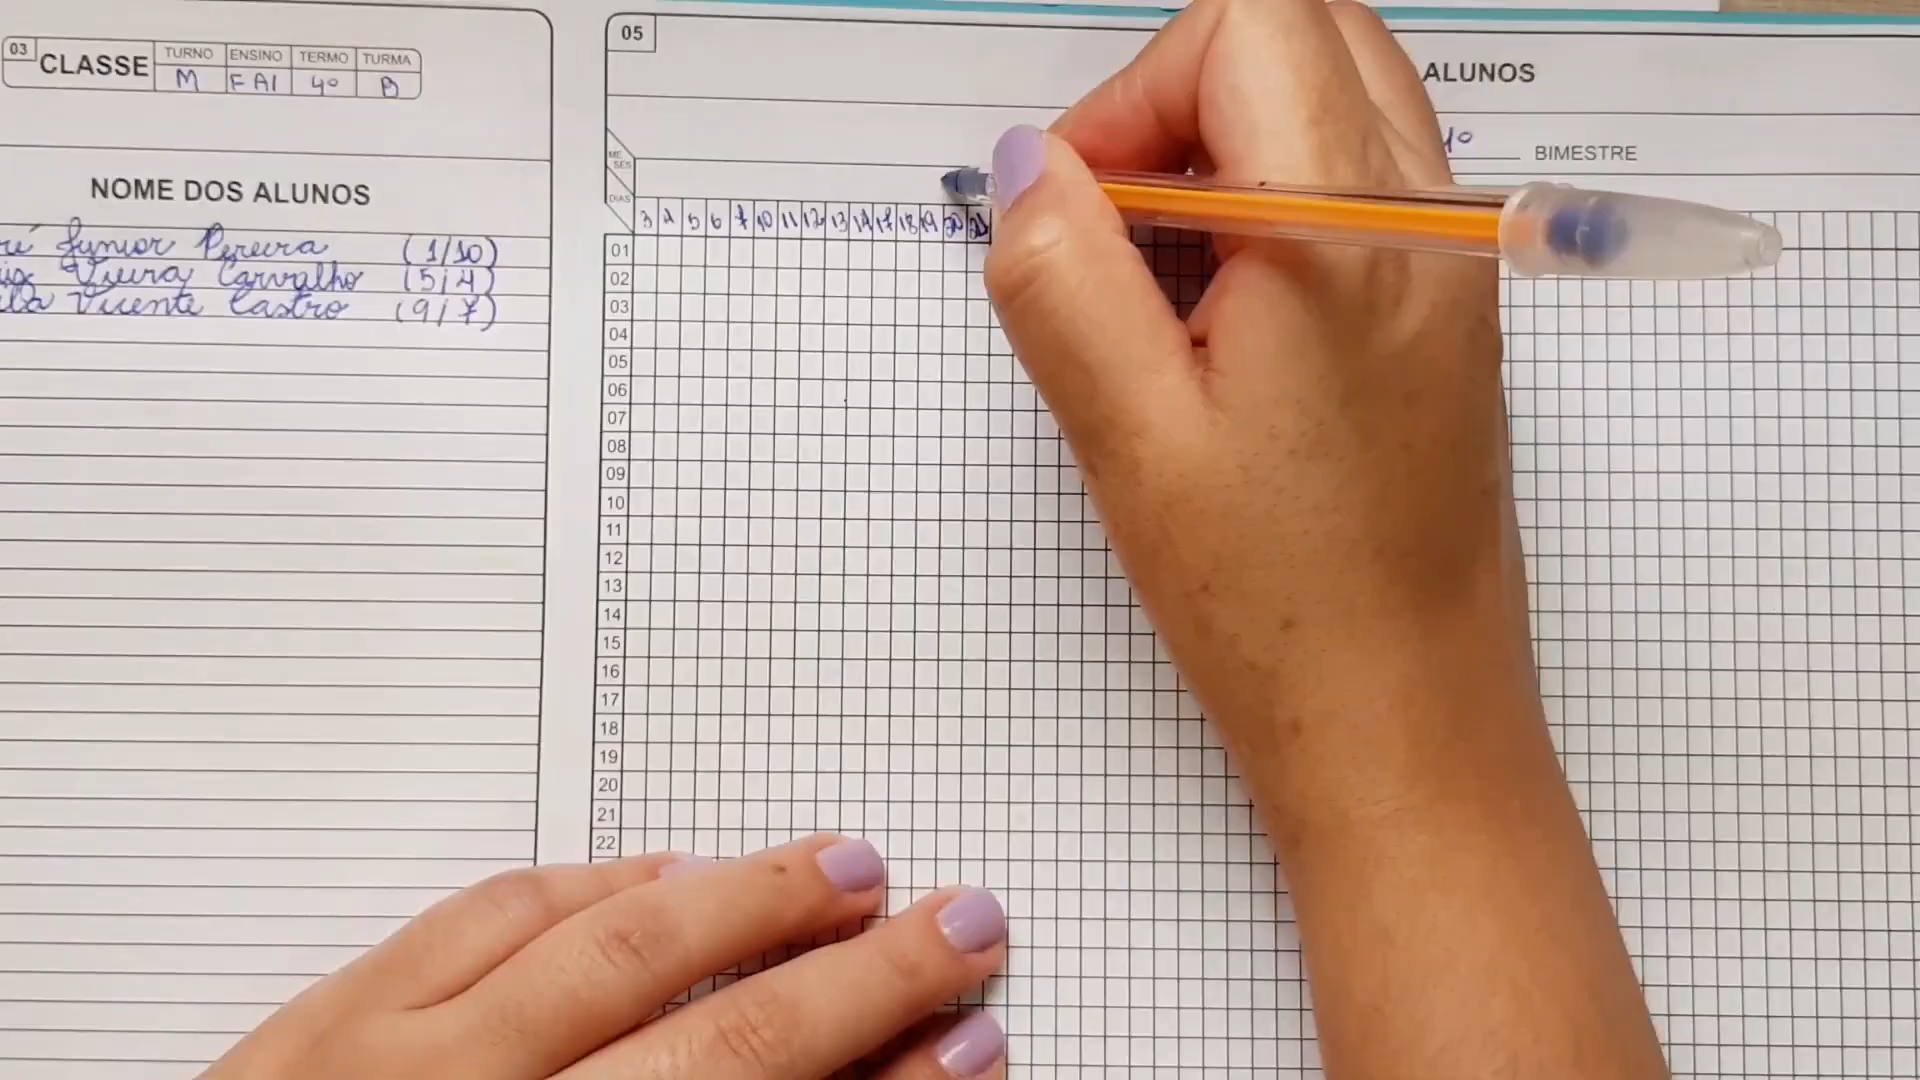 03 CLASSE TURNO ENSINO TERMO TURMA
M FAI 4º B
NOME DOS ALUNOS
Junior Pereira (1/10)
Vieira Carvalho (5/4)
Vicente Castro (9/7)
05
ALUNOS
1º BIMESTRE
ME
SES
DIAS
3 4 5 6 7 10 11 12 13 14 17 18 19 20 21
01
02
03
04
05
06
07
08
09
10
11
12
13
14
15
16
17
18
19
20
21
22